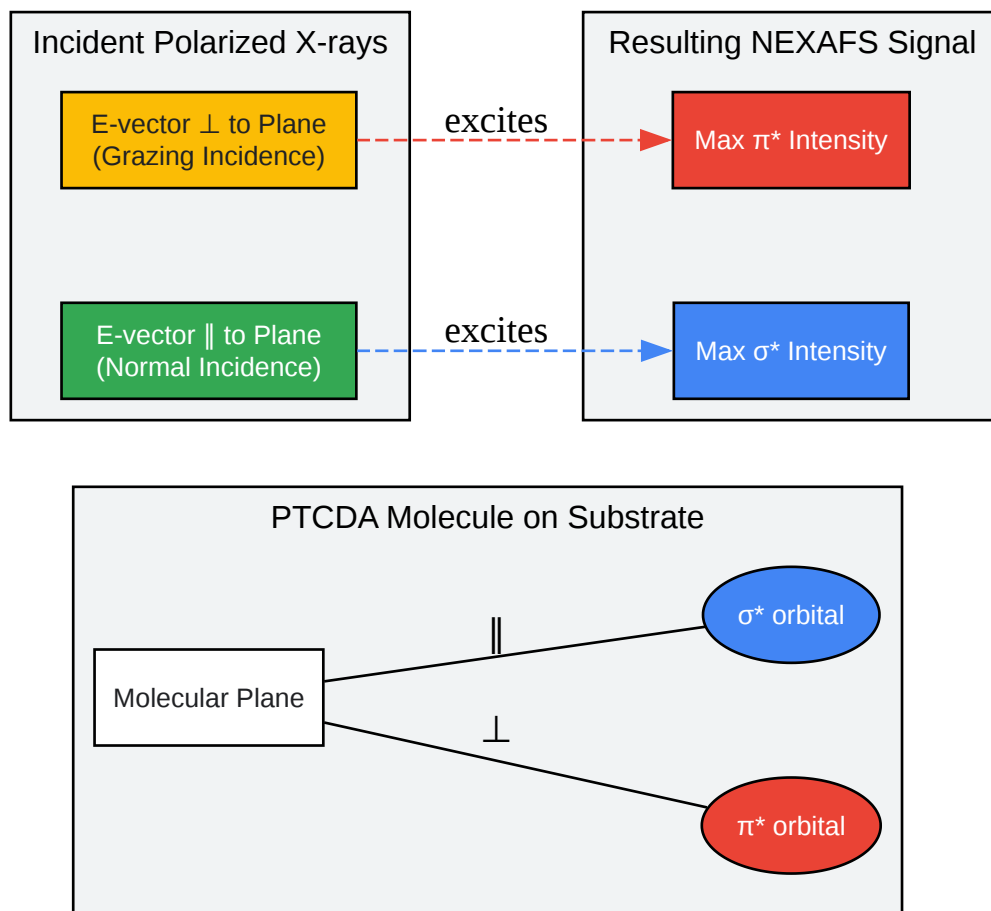 Incident Polarized X-rays
Resulting NEXAFS Signal
E-vector ⊥ to Plane
(Grazing Incidence)
excites
Max π* Intensity
E-vector ∥ to Plane
(Normal Incidence)
excites
Max σ* Intensity
PTCDA Molecule on Substrate
σ* orbital
∥
Molecular Plane
⊥
π* orbital